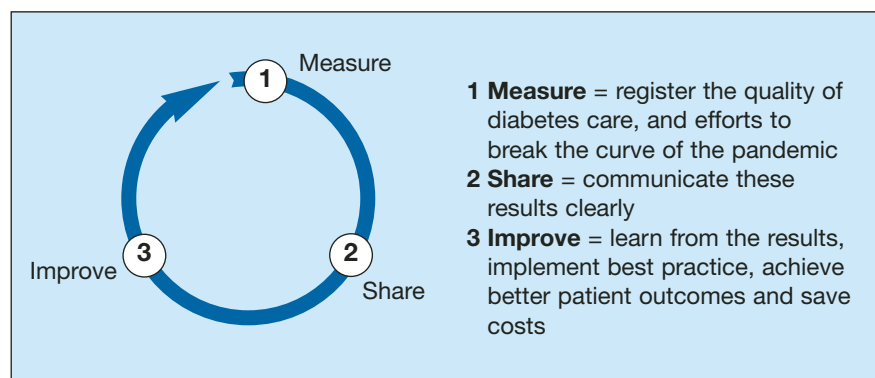 1
Measure
2
Share
3
Improve
1 Measure = register the quality of
diabetes care, and efforts to
break the curve of the pandemic
2 Share = communicate these
results clearly
3 Improve = learn from the results,
implement best practice, achieve
better patient outcomes and save
costs